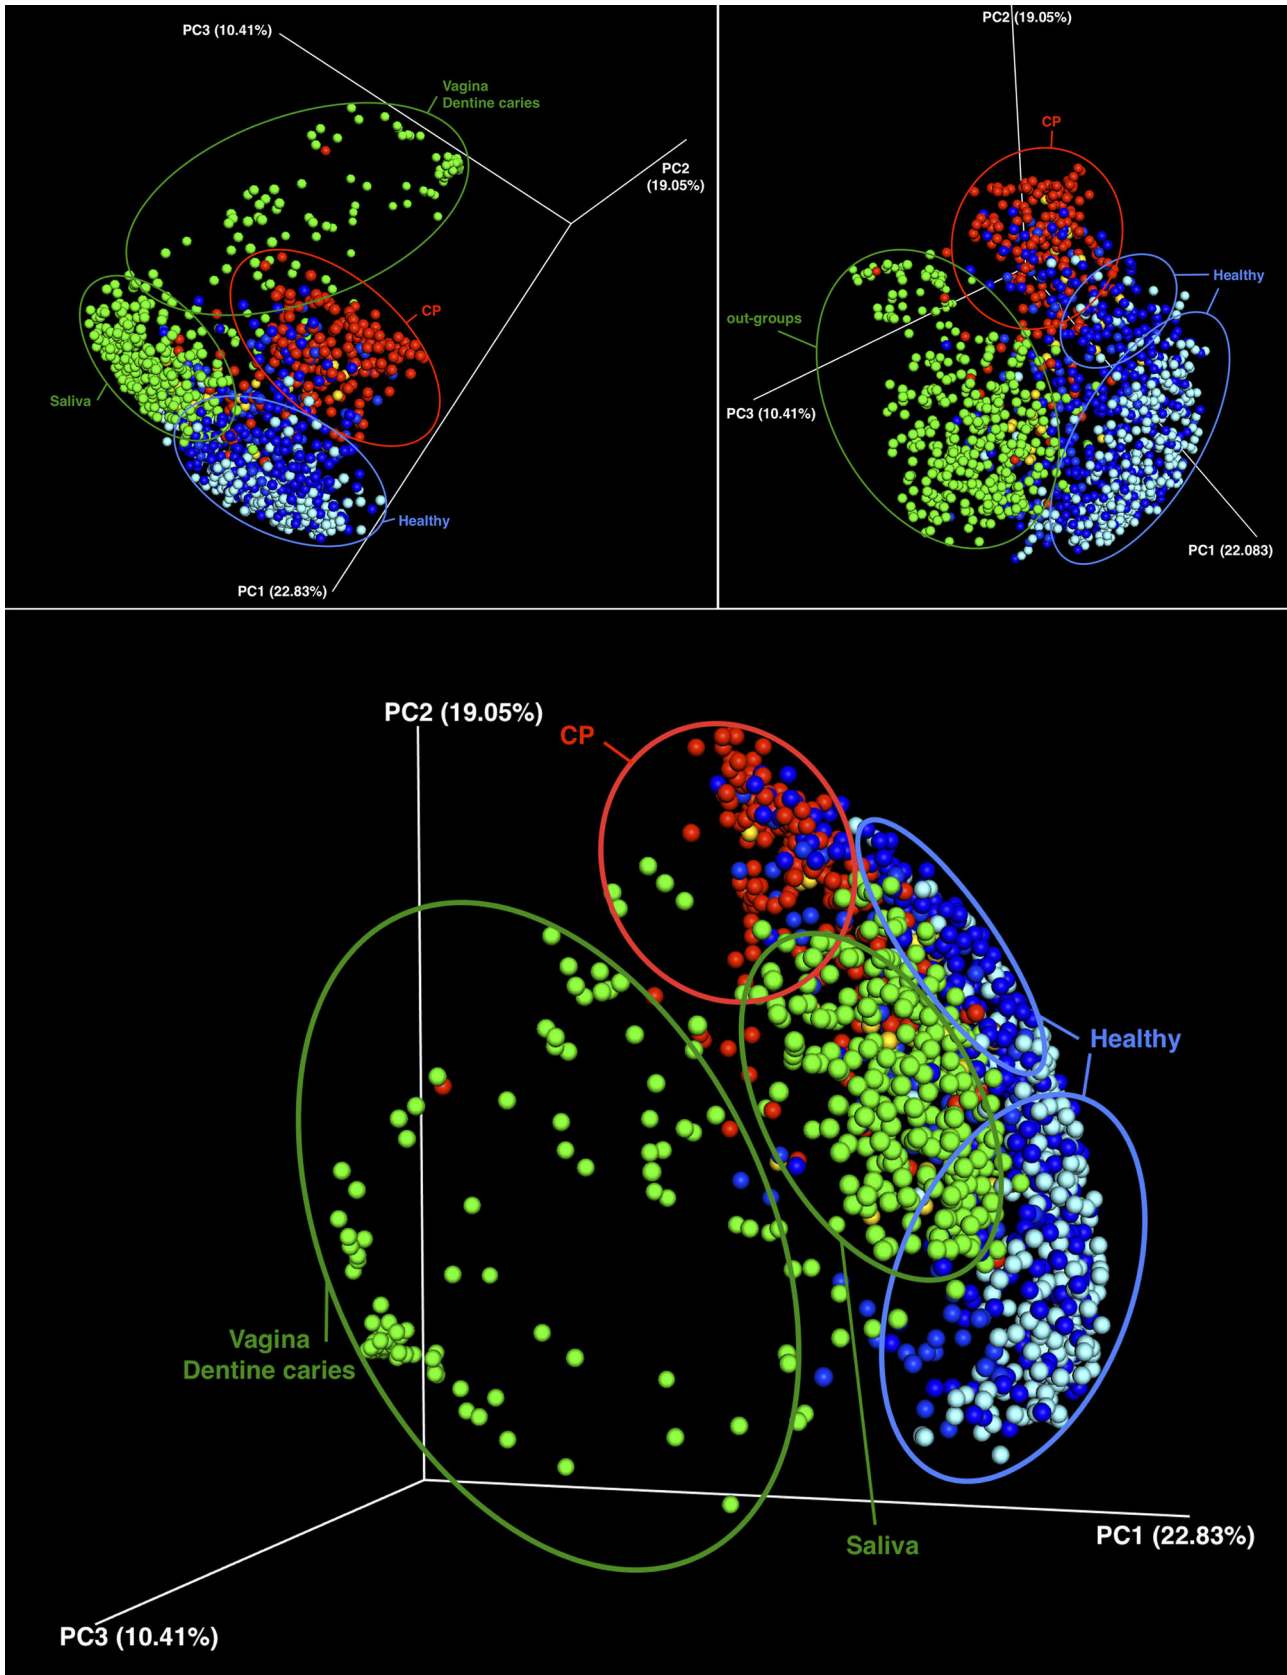 PC3 (10.41%)
Vagina
Dentine caries
PC2
(19.05%)
CP
Saliva
Healthy
PC1 (22.83%)
PC2 (19.05%)
CP
Healthy
out-groups
PC3 (10.41%)
PC1 (22.083)
PC2 (19.05%)
CP
Healthy
Vagina
Dentine caries
Saliva
PC1 (22.83%)
PC3 (10.41%)